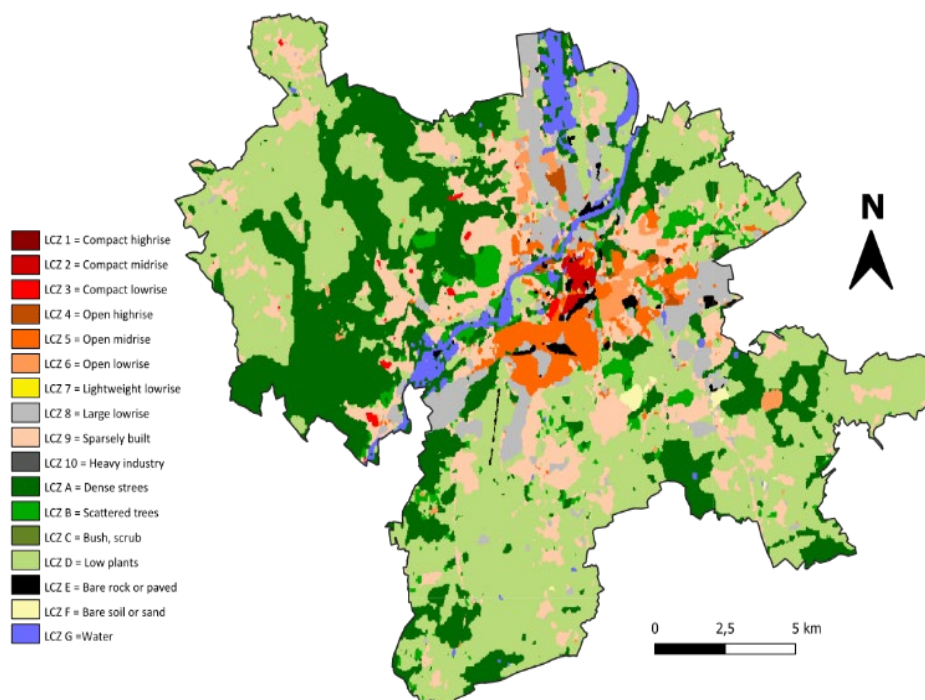 N
LCZ 1 = Compact highrise
LCZ 2 = Compact midrise
LCZ 3 = Compact lowrise
LCZ 4 = Open highrise
LCZ 5 = Open midrise
LCZ 6 = Open lowrise
LCZ 7 = Lightweight lowrise
LCZ 8 = Large lowrise
LCZ 9 = Sparsely built
LCZ 10 = Heavy industry
LCZ A = Dense strees
LCZ B = Scattered trees
LCZ C = Bush, scrub
LCZ D = Low plants
LCZ E = Bare rock or paved
LCZ F = Bare soil or sand
LCZ G =Water
0 2,5 5 km